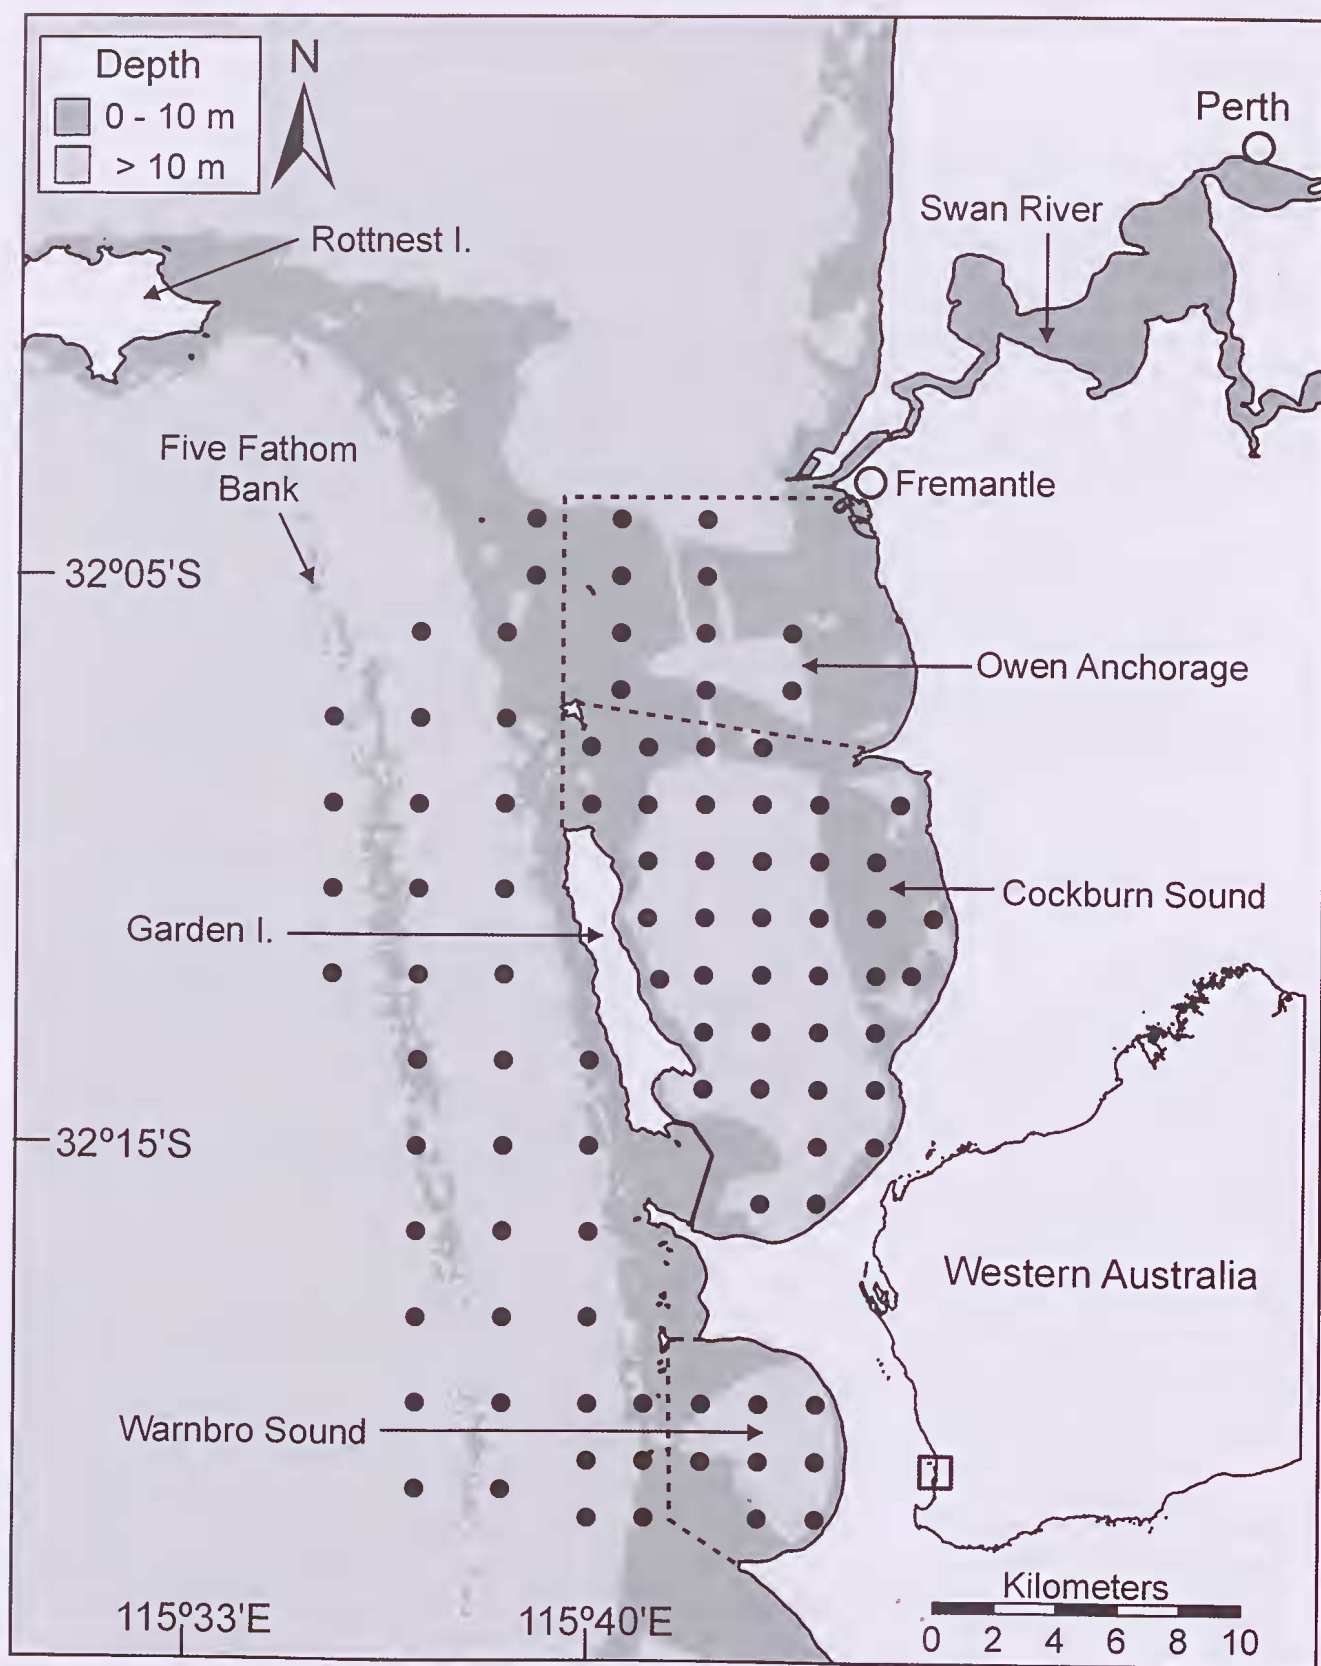 Depth
0 - 10 m
> 10 m
N
Perth
Swan River
Rottnest I.
Five Fathom
Bank
Fremantle
32º05'S
Owen Anchorage
Cockburn Sound
Garden I.
32º15'S
Western Australia
Warnbro Sound
115º33'E
115º40'E
Kilometers
0 2 4 6 8 10